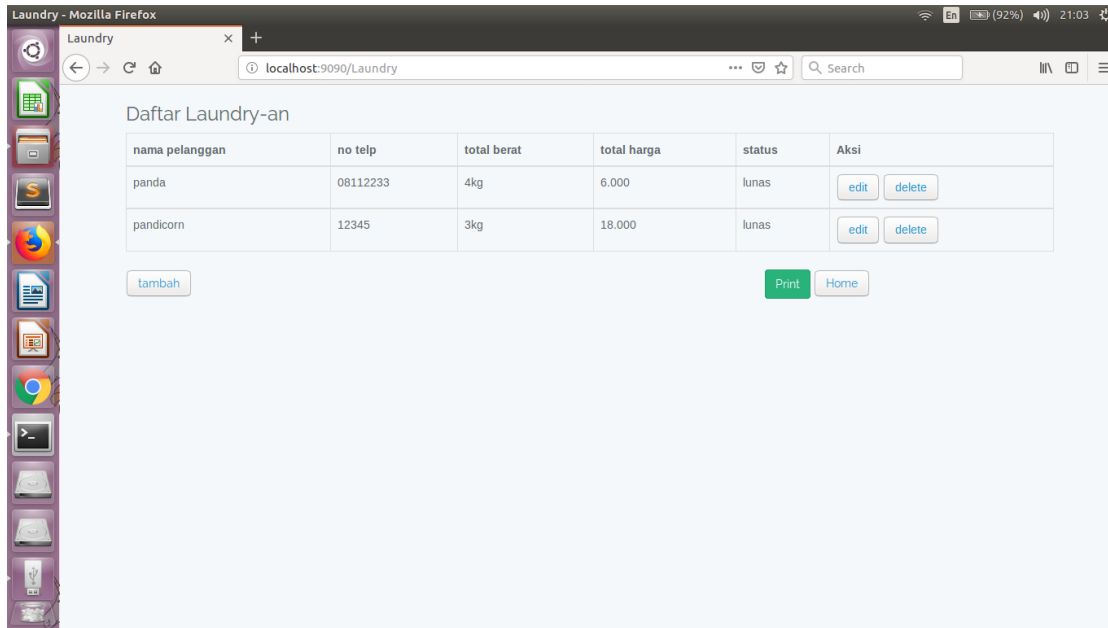 Laundry - Mozilla Firefox En (92%) 21:03
Laundry
localhost:9090/Laundry Search
Daftar Laundry-an
nama pelanggan no telp total berat total harga status Aksi
panda 08112233 4kg 6.000 lunas edit delete
pandicorn 12345 3kg 18.000 lunas edit delete
tambah Print Home